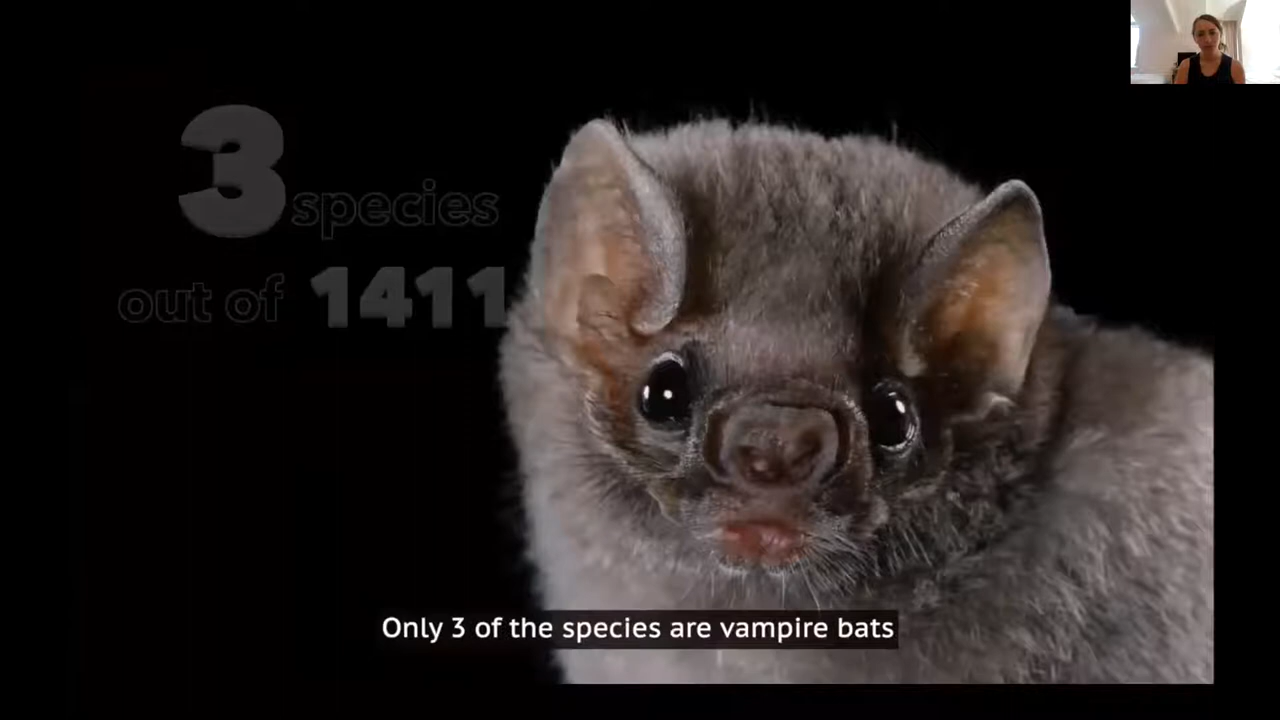 3 species
out of 1411
Only 3 of the species are vampire bats